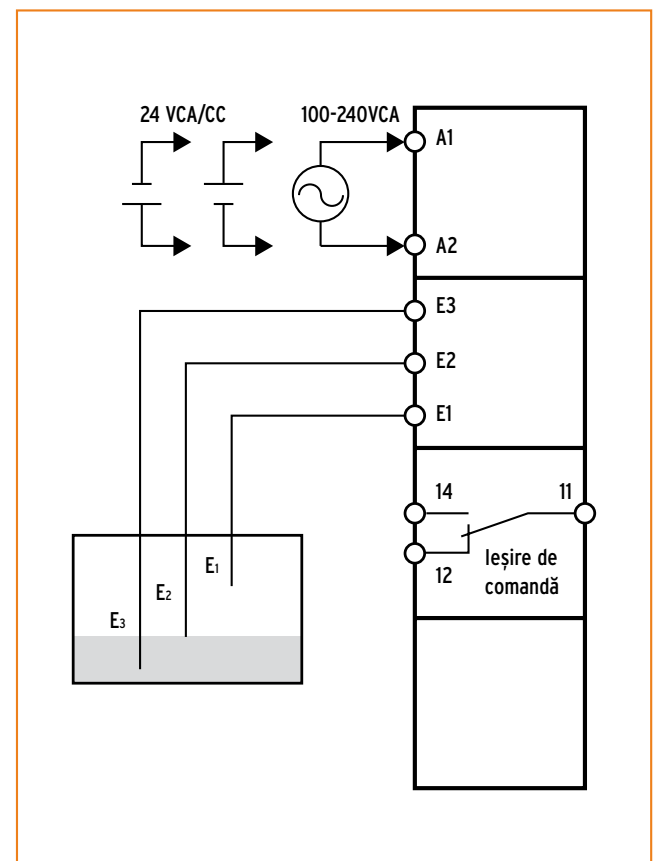 24 VCA/CC
100-240VCA
A1
A2
E3
E2
E1
14
11
12
Ieșire de
comandă
E1
E2
E3